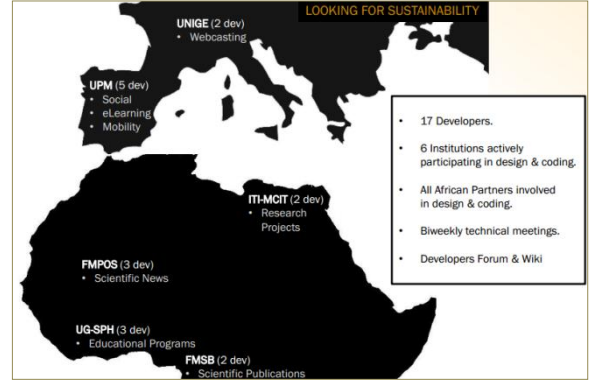 LOOKING FOR SUSTAINABILITY
UNIGE (2 dev)
• Webcasting
UPM (5 dev)
• Social
• eLearning
• Mobility
• 17 Developers.
• 6 Institutions actively
participating in design & coding.
• All African Partners involved
in design & coding.
• Biweekly technical meetings.
• Developers Forum & Wiki
ITI-MCIT (2 dev)
• Research
Projects
FMPOS (3 dev)
• Scientific News
UG-SPH (3 dev)
• Educational Programs
FMSB (2 dev)
• Scientific Publications